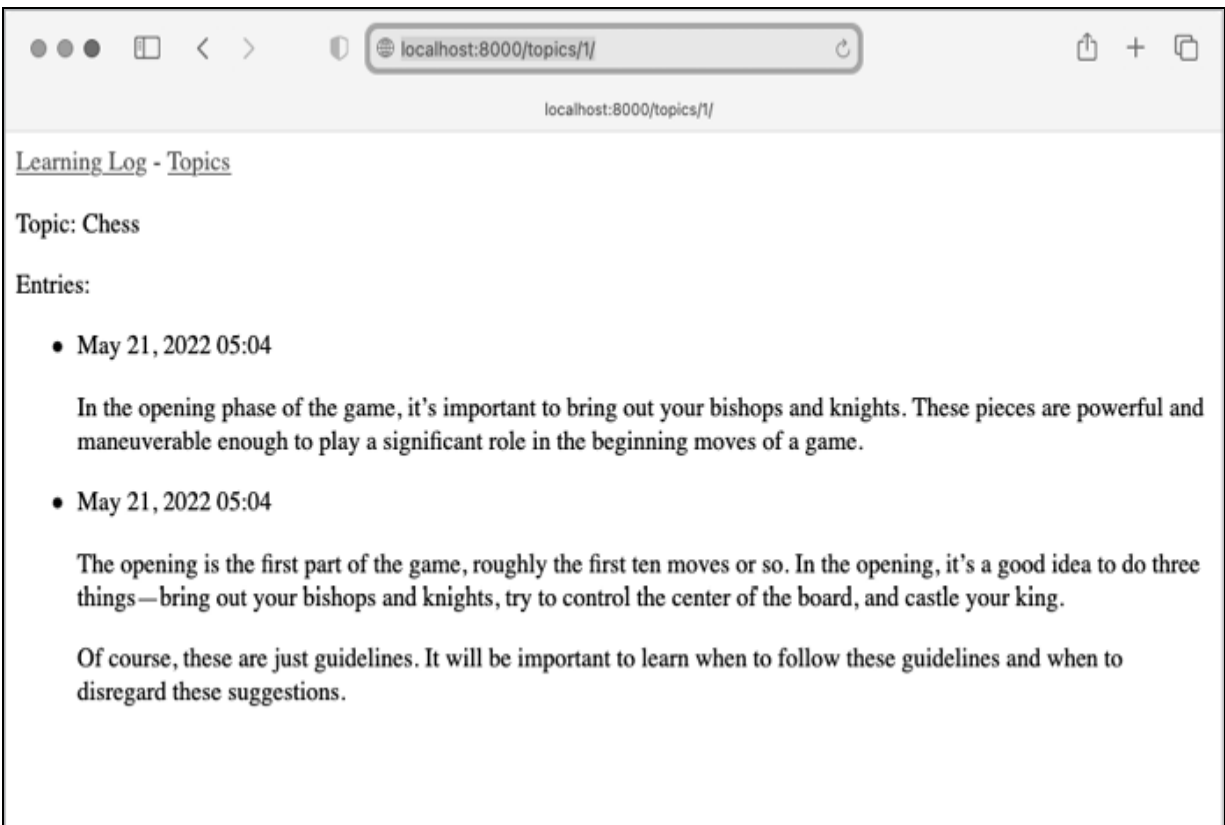 localhost:8000/topics/1/
localhost:8000/topics/1/
Learning Log - Topics
Topic: Chess
Entries:
• May 21, 2022 05:04
In the opening phase of the game, it’s important to bring out your bishops and knights. These pieces are powerful and
maneuverable enough to play a significant role in the beginning moves of a game.
• May 21, 2022 05:04
The opening is the first part of the game, roughly the first ten moves or so. In the opening, it’s a good idea to do three
things—bring out your bishops and knights, try to control the center of the board, and castle your king.
Of course, these are just guidelines. It will be important to learn when to follow these guidelines and when to
disregard these suggestions.